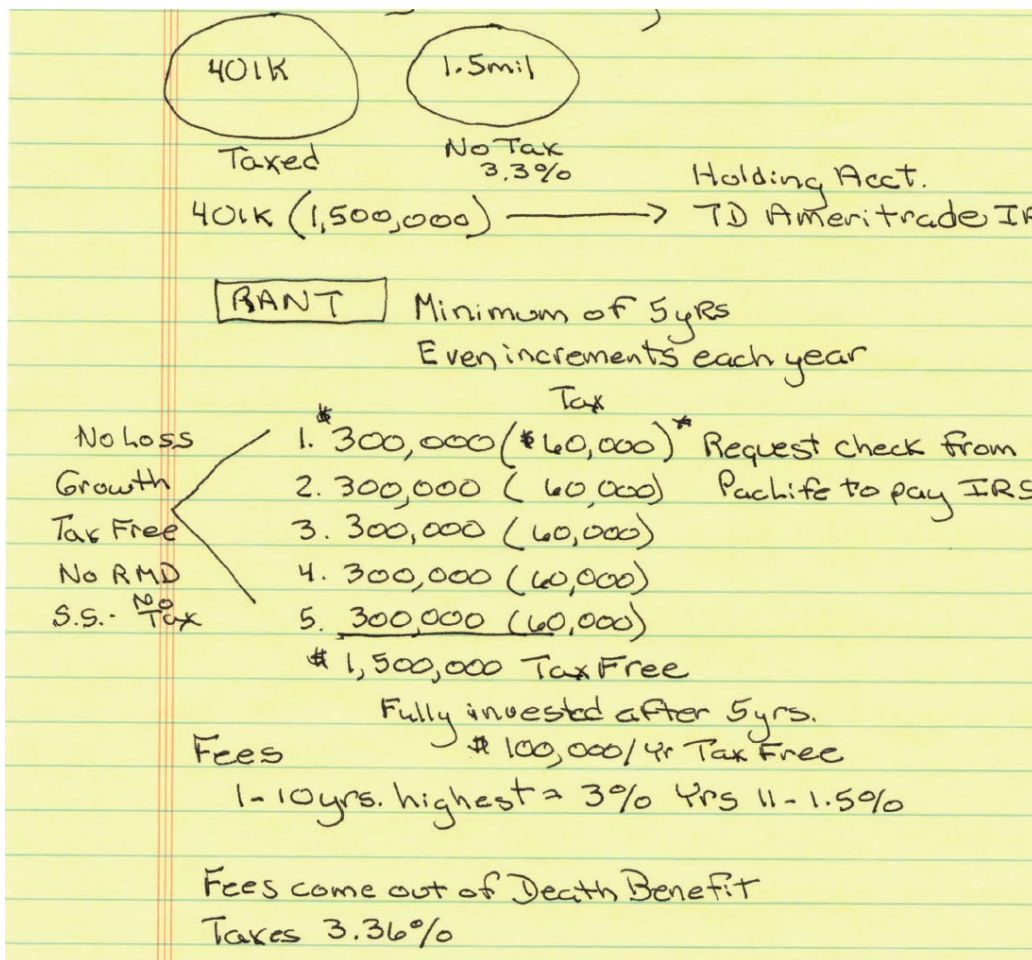 401K 1.5mil
Taxed No Tax
3.3%
Holding Acct.
401K (1,500,000) → TD Ameritrade IR
RANT Minimum of 5yRs
Even increments each year
Tax
No Loss 1. $300,000 ($60,000)* Request check from
Growth 2. 300,000 (60,000) Paclife to pay IRS
Tax Free 3. 300,000 (60,000)
No RMD 4. 300,000 (60,000)
S.S.- No Tax 5. 300,000 (60,000)
$1,500,000 Tax Free
Fully invested after 5yrs.
Fees $100,000/Yr Tax Free
1-10yrs. highest = 3% Yrs 11- 1.5%
Fees come out of Death Benefit
Taxes 3.36%